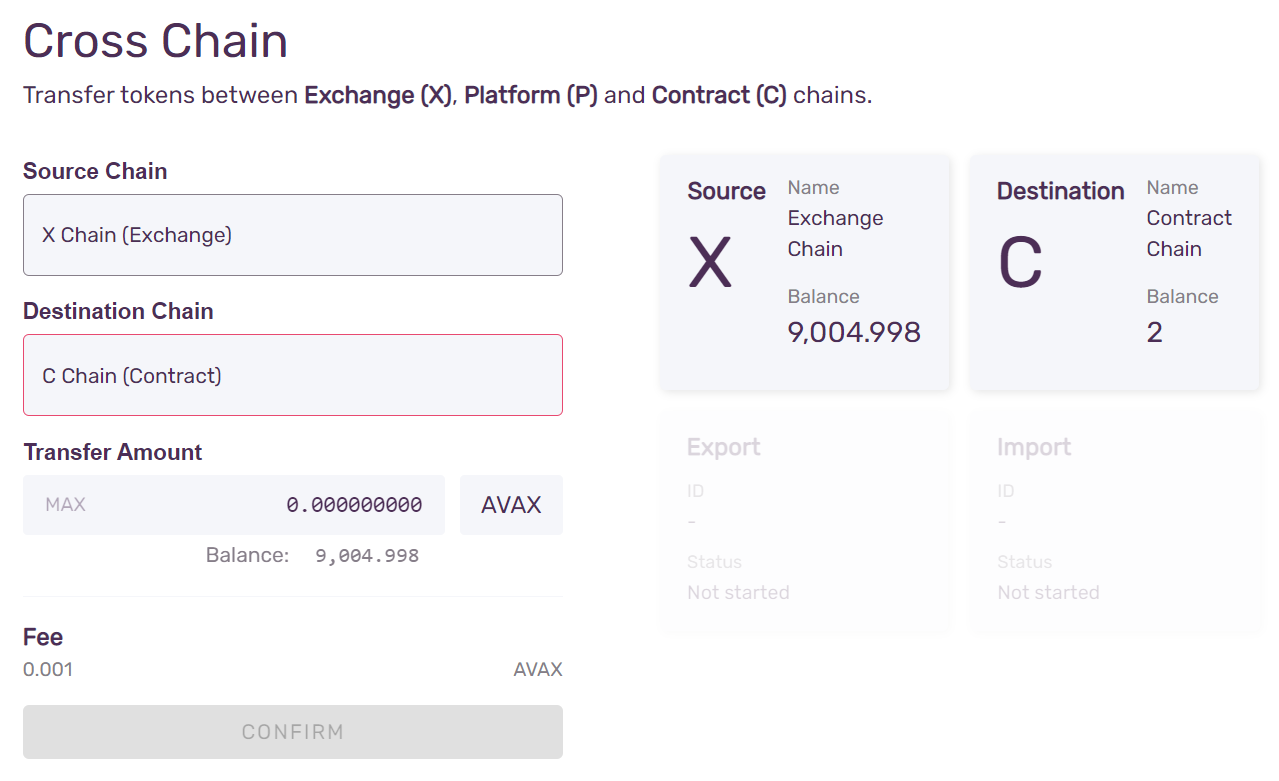 Cross Chain
Transfer tokens between Exchange (X), Platform (P) and Contract (C) chains.
Source Chain
X Chain (Exchange)
Destination Chain
C Chain (Contract)
Transfer Amount
MAX 0.000000000 AVAX
Balance: 9,004.998
Fee
0.001 AVAX
CONFIRM
Source
X
Name
Exchange
Chain
Balance
9,004.998
Destination
C
Name
Contract
Chain
Balance
2
Export
ID
-
Status
Not started
Import
ID
-
Status
Not started